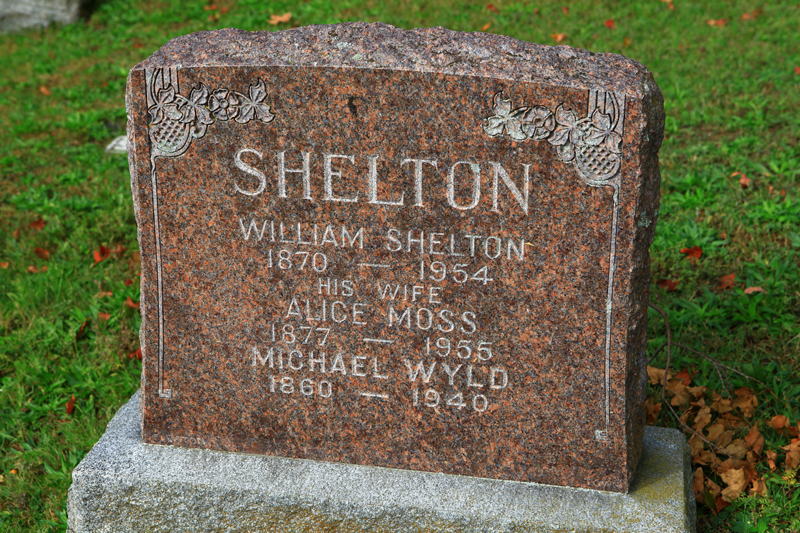 SHELTON
WILLIAM SHELTON
1870 — 1954
HIS WIFE
ALICE MOSS
1877 — 1955
MICHAEL WYLD
1860 — 1940